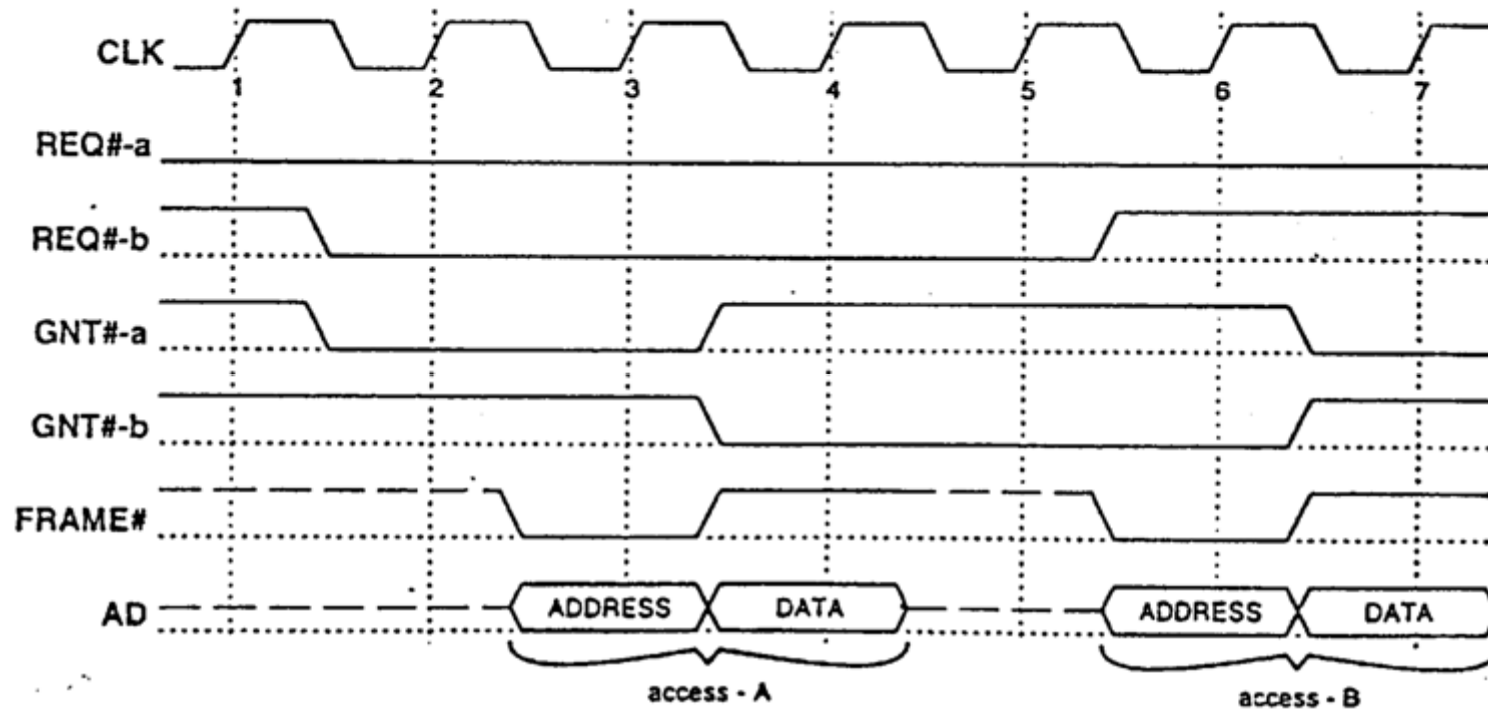 CLK
1 2 3 4 5 6 7
REQ#-a
REQ#-b
GNT#-a
GNT#-b
FRAME#
AD ADDRESS DATA ADDRESS DATA
access - A access - B